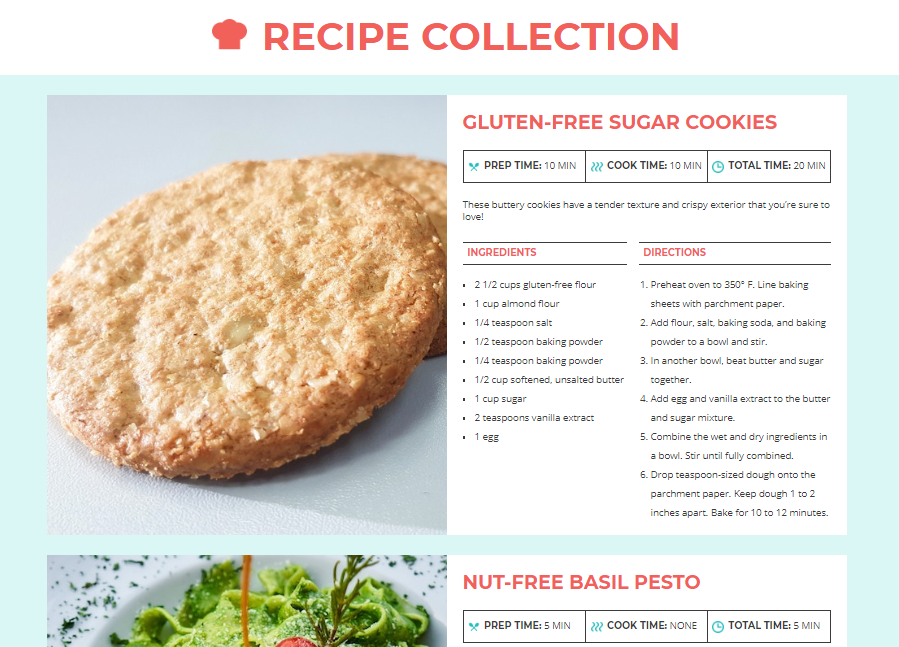 RECIPE COLLECTION
GLUTEN-FREE SUGAR COOKIES
PREP TIME: 10 MIN COOK TIME: 10 MIN TOTAL TIME: 20 MIN
These buttery cookies have a tender texture and crispy exterior that you're sure to
love!
INGREDIENTS
2 1/2 cups gluten-free flour
1 cup almond flour
1/4 teaspoon salt
1/2 teaspoon baking powder
1/4 teaspoon baking powder
1/2 cup softened, unsalted butter
1 cup sugar
2 teaspoons vanilla extract
1 egg
DIRECTIONS
1. Preheat oven to 350° F. Line baking
sheets with parchment paper.
2. Add flour, salt, baking soda, and baking
powder to a bowl and stir.
3. In another bowl, beat butter and sugar
together.
4. Add egg and vanilla extract to the butter
and sugar mixture.
5. Combine the wet and dry ingredients in
a bowl. Stir until fully combined.
6. Drop teaspoon-sized dough onto the
parchment paper. Keep dough 1 to 2
inches apart. Bake for 10 to 12 minutes.
NUT-FREE BASIL PESTO
PREP TIME: 5 MIN COOK TIME: NONE TOTAL TIME: 5 MIN